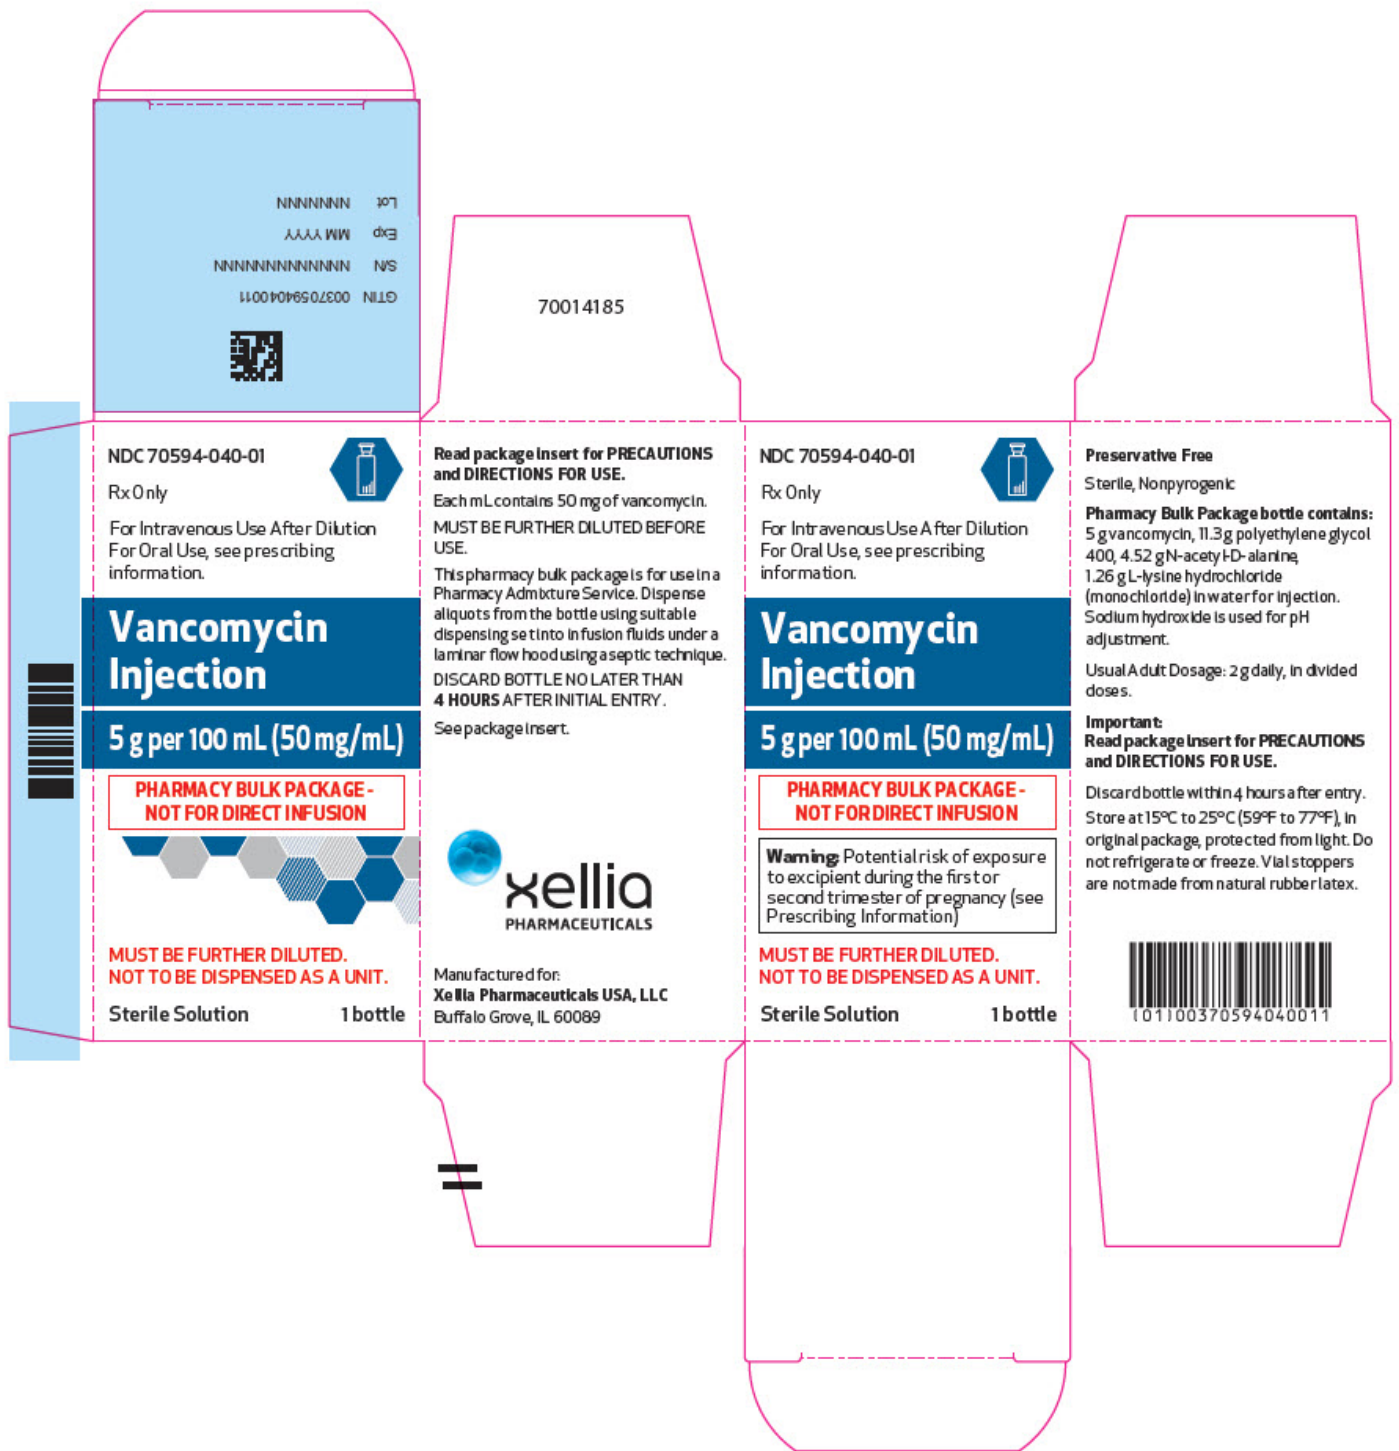 GTIN 00370594040011
S/N NNNNNNNNNNNNN
Exp MM YYYY
Lot NNNNNNN
70014185
NDC 70594-040-01
Rx Only
For Intravenous Use After Dilution
For Oral Use, see prescribing
information.
Vancomycin
Injection
5 g per 100 mL (50 mg/mL)
PHARMACY BULK PACKAGE -
NOT FOR DIRECT INFUSION
MUST BE FURTHER DILUTED.
NOT TO BE DISPENSED AS A UNIT.
Sterile Solution 1 bottle
Read package insert for PRECAUTIONS
and DIRECTIONS FOR USE.
Each mL contains 50 mg of vancomycin.
MUST BE FURTHER DILUTED BEFORE
USE.
This pharmacy bulk package is for use in a
Pharmacy Admixture Service. Dispense
aliquots from the bottle using suitable
dispensing set into infusion fluids under a
laminar flow hood using aseptic technique.
DISCARD BOTTLE NO LATER THAN
4 HOURS AFTER INITIAL ENTRY.
See package insert.
xellia
PHARMACEUTICALS
Manufactured for:
Xellia Pharmaceuticals USA, LLC
Buffalo Grove, IL 60089
NDC 70594-040-01
Rx Only
For Intravenous Use After Dilution
For Oral Use, see prescribing
information.
Vancomycin
Injection
5 g per 100 mL (50 mg/mL)
PHARMACY BULK PACKAGE -
NOT FOR DIRECT INFUSION
Warning: Potential risk of exposure
to excipient during the first or
second trimester of pregnancy (see
Prescribing Information)
MUST BE FURTHER DILUTED.
NOT TO BE DISPENSED AS A UNIT.
Sterile Solution 1 bottle
Preservative Free
Sterile, Nonpyrogenic
Pharmacy Bulk Package bottle contains:
5 g vancomycin, 11.3 g polyethylene glycol
400, 4.52 g N-acetyl-D-alanine,
1.26 g L-lysine hydrochloride
(monochloride) in water for injection.
Sodium hydroxide is used for pH
adjustment.
Usual Adult Dosage: 2 g daily, in divided
doses.
Important:
Read package insert for PRECAUTIONS
and DIRECTIONS FOR USE.
Discard bottle within 4 hours after entry.
Store at 15°C to 25°C (59°F to 77°F), in
original package, protected from light. Do
not refrigerate or freeze. Vial stoppers
are not made from natural rubber latex.
(01)00370594040011